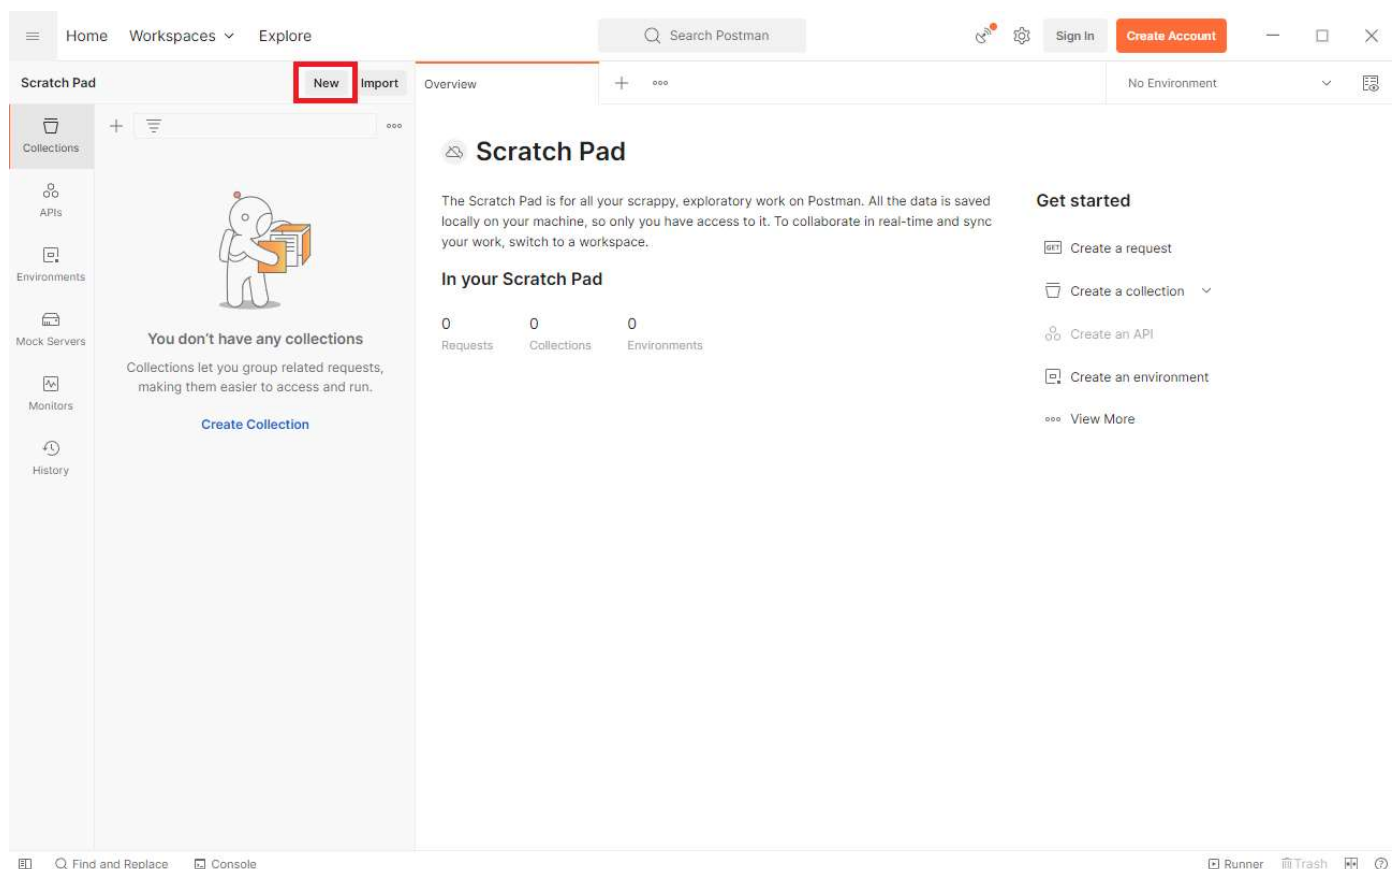 Home Workspaces Explore
Search Postman
Sign In Create Account
Scratch Pad New Import
Overview
No Environment
Collections
APIs
Environments
Mock Servers
Monitors
History
You don't have any collections
Collections let you group related requests,
making them easier to access and run.
Create Collection
Scratch Pad
The Scratch Pad is for all your scrappy, exploratory work on Postman. All the data is saved
locally on your machine, so only you have access to it. To collaborate in real-time and sync
your work, switch to a workspace.
In your Scratch Pad
0 0 0
Requests Collections Environments
Get started
GET Create a request
Create a collection
Create an API
Create an environment
View More
Find and Replace Console
Runner Trash